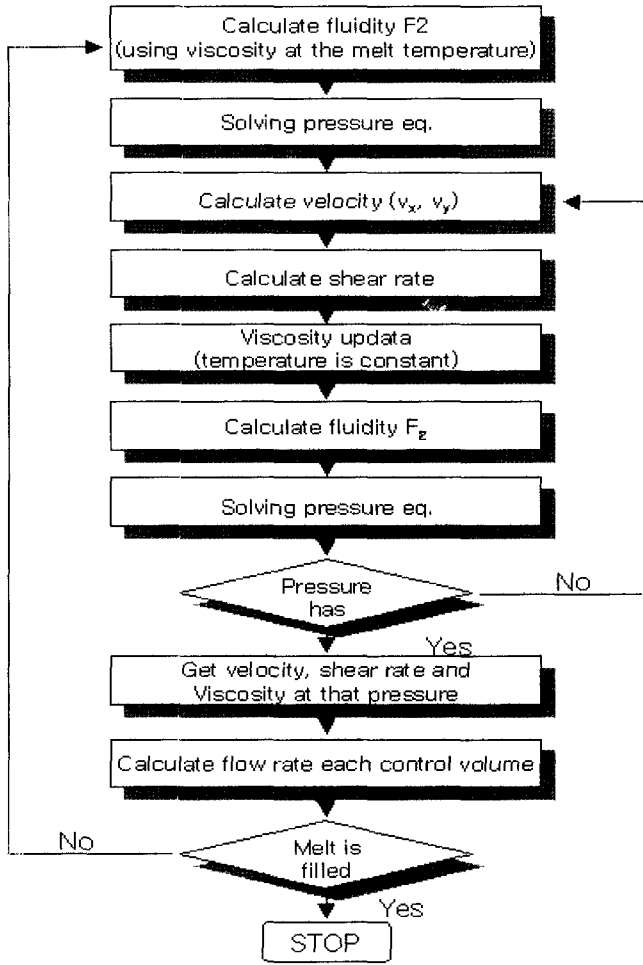 Calculate fluidity F2
(using viscosity at the melt temperature)
Solving pressure eq.
Calculate velocity (vx, vy)
Calculate shear rate
Viscosity updata
(temperature is constant)
Calculate fluidity F2
Solving pressure eq.
Pressure
has
No
Yes
Get velocity, shear rate and
Viscosity at that pressure
Calculate flow rate each control volume
No
Melt is
filled
Yes
STOP